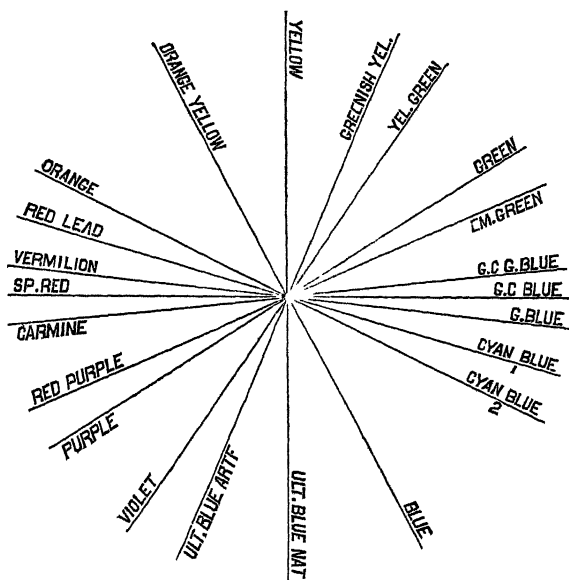 YELLOW
GREENISH YEL.
YEL. GREEN
GREEN
EM. GREEN
G.C G. BLUE
G.C BLUE
G. BLUE
CYAN BLUE
1
CYAN BLUE
2
BLUE
ULT. BLUE NAT
ULT. BLUE ARTF
VIOLET
PURPLE
RED PURPLE
CARMINE
SP. RED
VERMILION
RED LEAD
ORANGE
ORANGE YELLOW